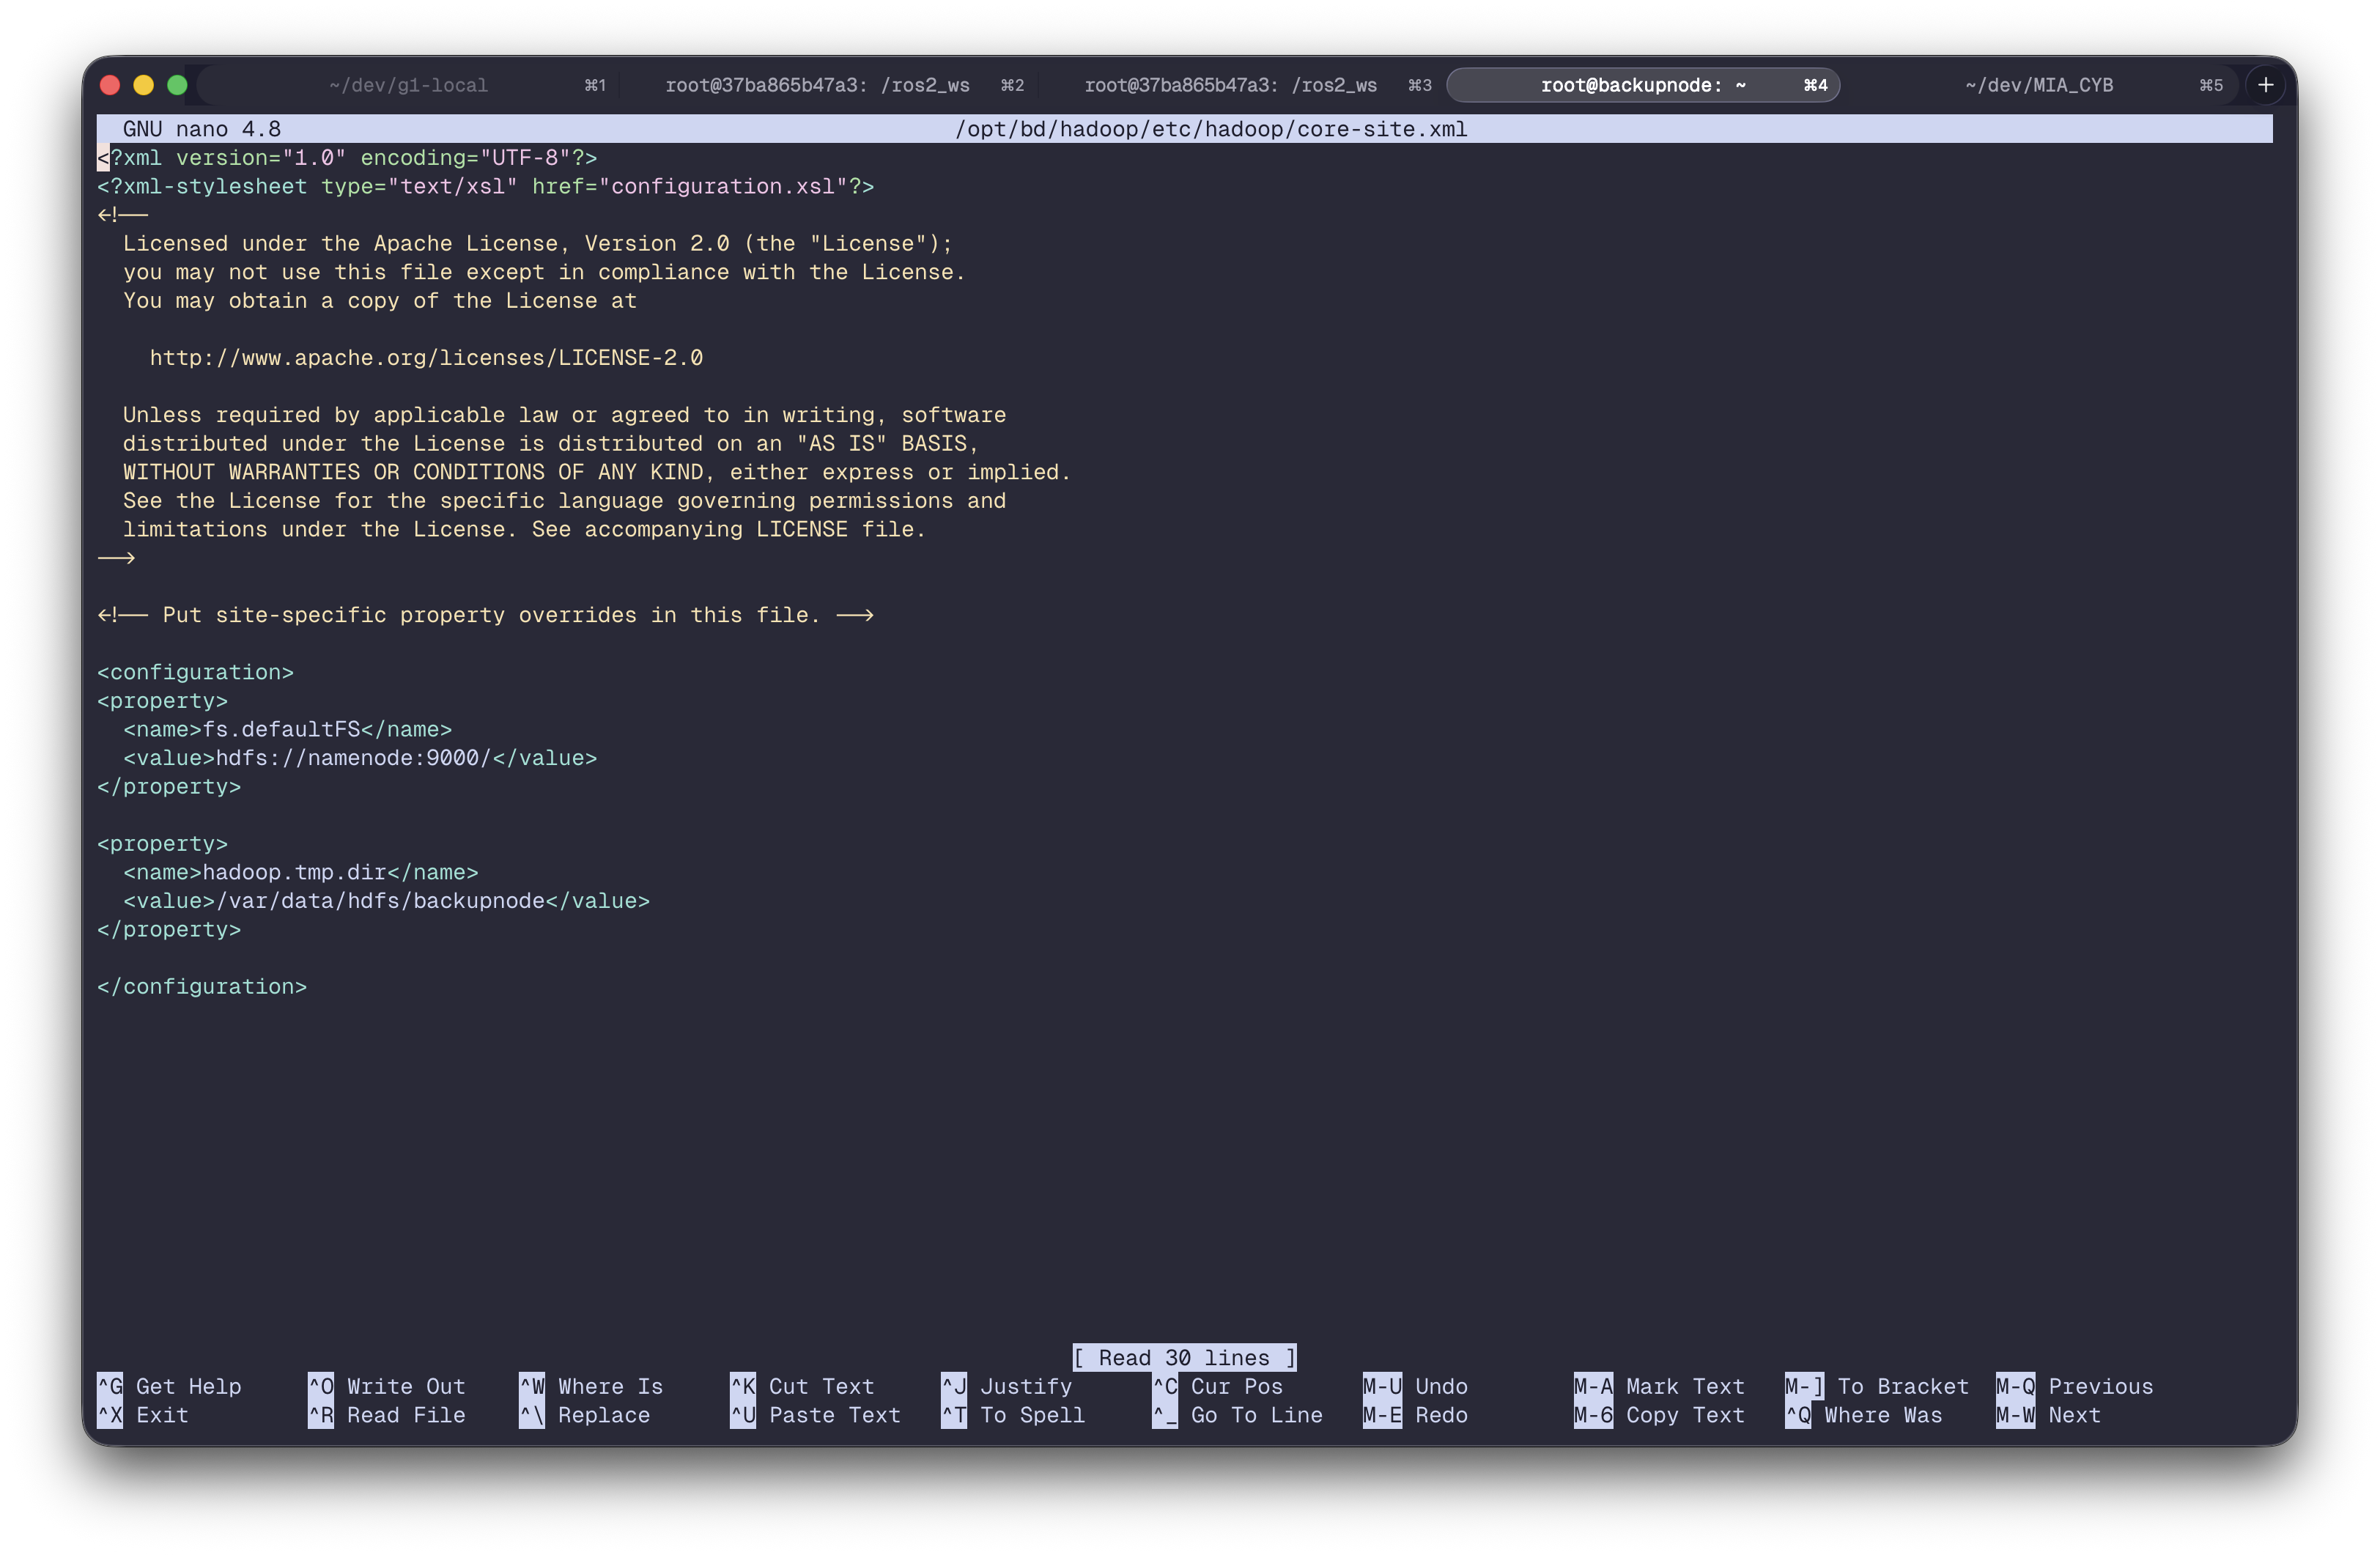 ~/dev/g1-local ⌘1 root@37ba865b47a3: /ros2_ws ⌘2 root@37ba865b47a3: /ros2_ws ⌘3 root@backupnode: ~ ⌘4 ~/dev/MIA_CYB ⌘5 +
GNU nano 4.8 /opt/bd/hadoop/etc/hadoop/core-site.xml
<?xml version="1.0" encoding="UTF-8"?>
<?xml-stylesheet type="text/xsl" href="configuration.xsl"?>
<!--
  Licensed under the Apache License, Version 2.0 (the "License");
  you may not use this file except in compliance with the License.
  You may obtain a copy of the License at
    http://www.apache.org/licenses/LICENSE-2.0
  Unless required by applicable law or agreed to in writing, software
  distributed under the License is distributed on an "AS IS" BASIS,
  WITHOUT WARRANTIES OR CONDITIONS OF ANY KIND, either express or implied.
  See the License for the specific language governing permissions and
  limitations under the License. See accompanying LICENSE file.
-->
<!-- Put site-specific property overrides in this file. -->
<configuration>
<property>
  <name>fs.defaultFS</name>
  <value>hdfs://namenode:9000/</value>
</property>
<property>
  <name>hadoop.tmp.dir</name>
  <value>/var/data/hdfs/backupnode</value>
</property>
</configuration>
[ Read 30 lines ]
^G Get Help ^O Write Out ^W Where Is ^K Cut Text ^J Justify ^C Cur Pos M-U Undo M-A Mark Text M-] To Bracket M-Q Previous
^X Exit ^R Read File ^\ Replace ^U Paste Text ^T To Spell ^_ Go To Line M-E Redo M-6 Copy Text ^Q Where Was M-W Next